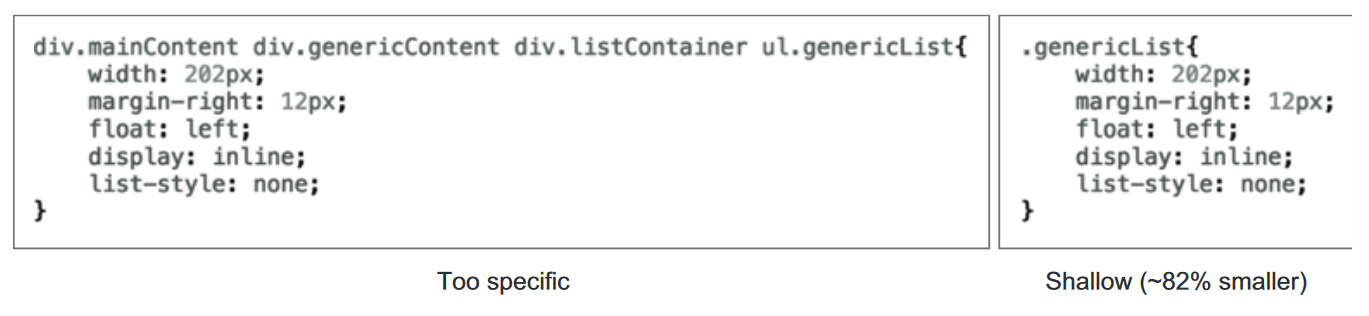 div.mainContent div.genericContent div.listContainer ul.genericList{
    width: 202px;
    margin-right: 12px;
    float: left;
    display: inline;
    list-style: none;
}
Too specific
.genericList{
    width: 202px;
    margin-right: 12px;
    float: left;
    display: inline;
    list-style: none;
}
Shallow (~82% smaller)